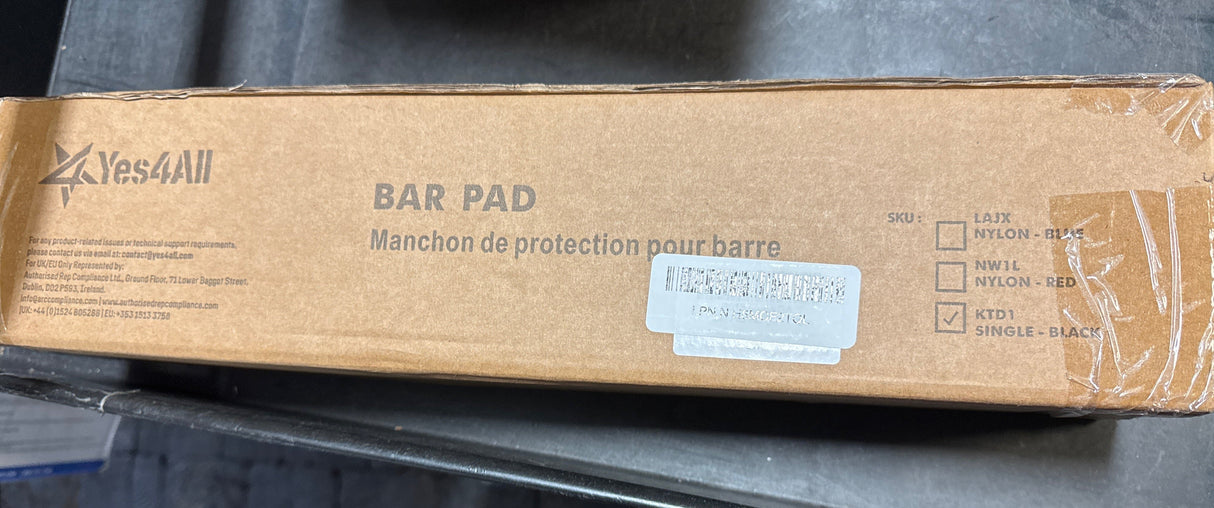 Yes4All
For any product-related issues or technical support requirements,
please contact us via email at: contact@yes4all.com
For UK/EU Only Represented by:
Authorised Rep Compliance Ltd., Ground Floor, 71 Lower Baggot Street,
Dublin, D02 P593, Ireland.
info@arccompliance.com | www.authorisedrepcompliance.com
BAR PAD
Manchon de protection pour barre
SKU :
LAJX
NYLON - BLUE
NW1L
NYLON - RED
KTD1
SINGLE - BLACK